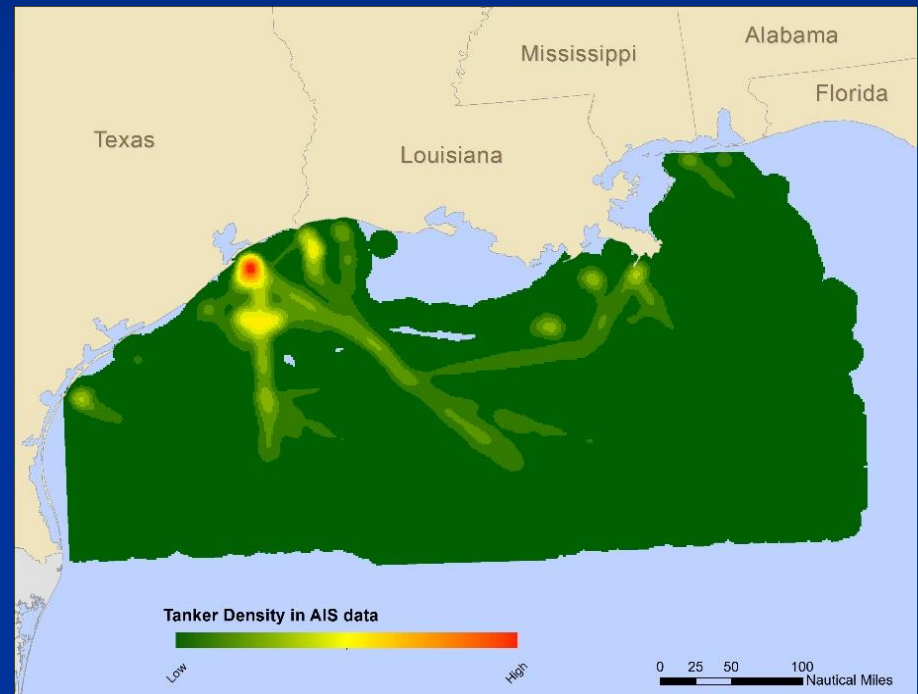 Alabama
Mississippi
Florida
Texas
Louisiana
Tanker Density in AIS data
Low
High
0 25 50 100
Nautical Miles